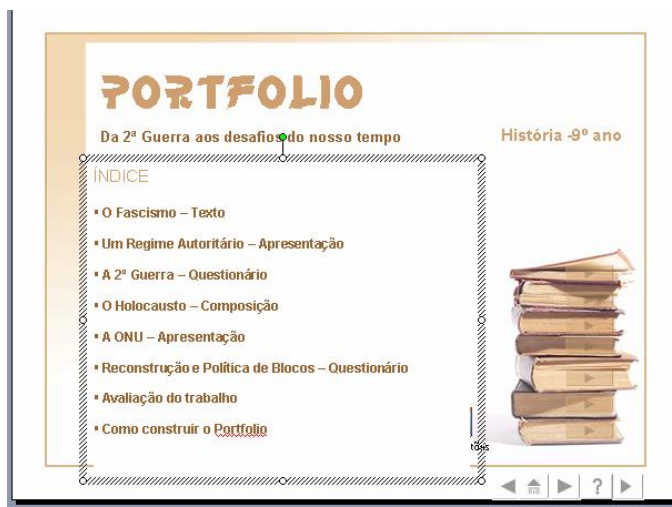 PORTFOLIO
Da 2ª Guerra aos desafios do nosso tempo
História -9º ano
ÍNDICE
▪ O Fascismo – Texto
▪ Um Regime Autoritário – Apresentação
▪ A 2ª Guerra – Questionário
▪ O Holocausto – Composição
▪ A ONU – Apresentação
▪ Reconstrução e Política de Blocos – Questionário
▪ Avaliação do trabalho
▪ Como construir o Portfolio
?